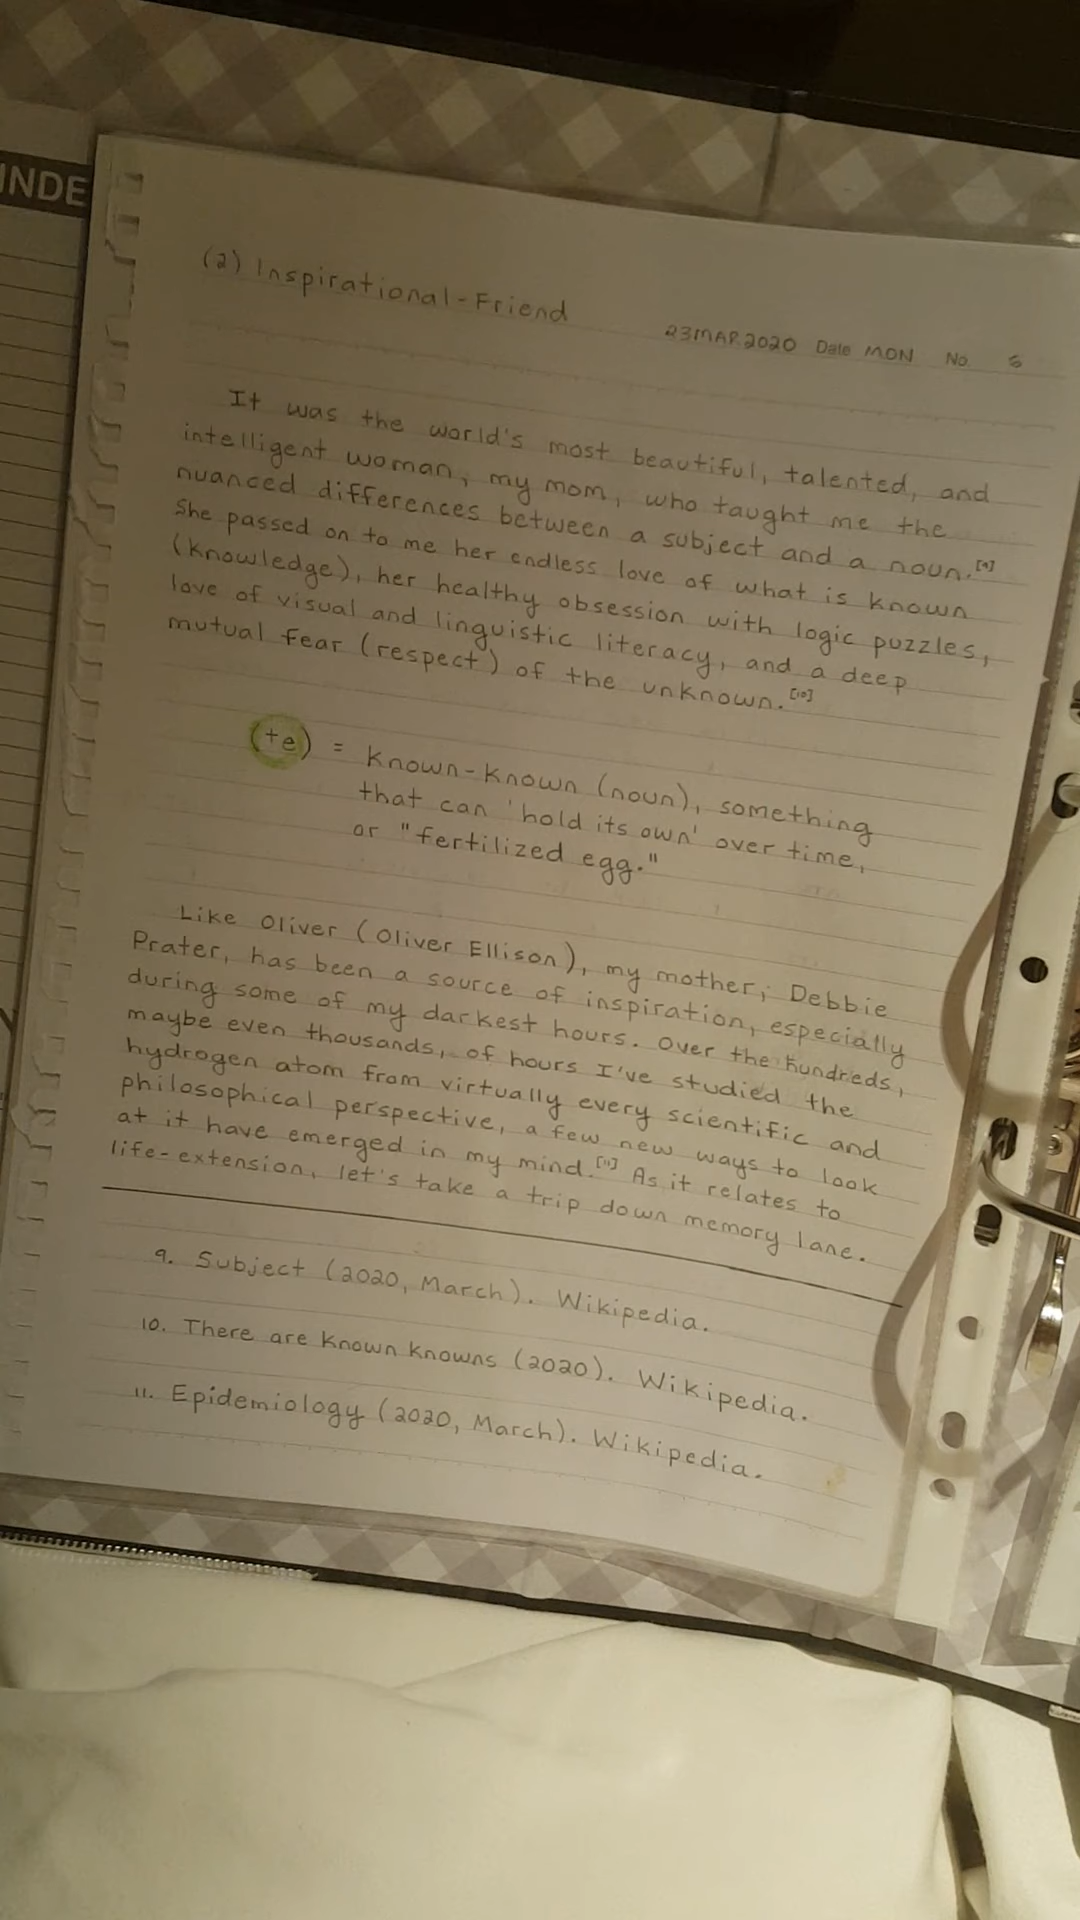 INDE
(2) Inspirational-Friend
23MAR2020 Date MON No. 5
It was the world's most beautiful, talented, and
intelligent woman, my mom, who taught me the
nuanced differences between a subject and a noun.[9]
She passed on to me her endless love of what is known
(knowledge), her healthy obsession with logic puzzles,
love of visual and linguistic literacy, and a deep
mutual fear (respect) of the unknown.[10]
(te) = Known-Known (noun), something
that can 'hold its own' over time,
or "fertilized egg."
Like Oliver (Oliver Ellison), my mother, Debbie
Prater, has been a source of inspiration, especially
during some of my darkest hours. Over the hundreds,
maybe even thousands, of hours I've studied the
hydrogen atom from virtually every scientific and
philosophical perspective, a few new ways to look
at it have emerged in my mind.[11] As it relates to
life-extension, let's take a trip down memory lane.
9. Subject (2020, March). Wikipedia.
10. There are Known Knowns (2020). Wikipedia.
11. Epidemiology (2020, March). Wikipedia.